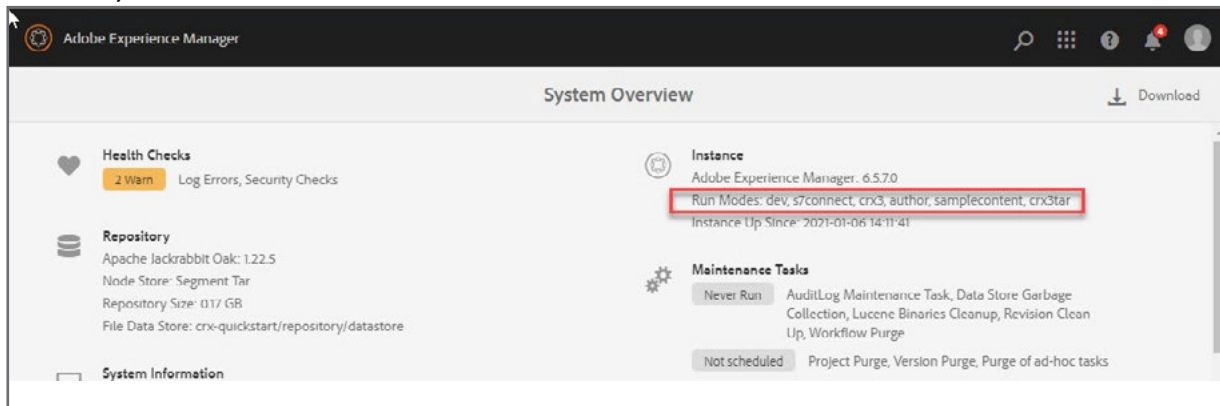 Adobe Experience Manager
4
System Overview
Download
Health Checks
2 Warn Log Errors, Security Checks
Repository
Apache Jackrabbit Oak: 1.22.5
Node Store: Segment Tar
Repository Size: 0.17 GB
File Data Store: crx-quickstart/repository/datastore
System Information
Instance
Adobe Experience Manager: 6.5.7.0
Run Modes: dev, s7connect, crx3, author, samplecontent, crx3tar
Instance Up Since: 2021-01-06 14:11:41
Maintenance Tasks
Never Run AuditLog Maintenance Task, Data Store Garbage
Collection, Lucene Binaries Cleanup, Revision Clean
Up, Workflow Purge
Not scheduled Project Purge, Version Purge, Purge of ad-hoc tasks